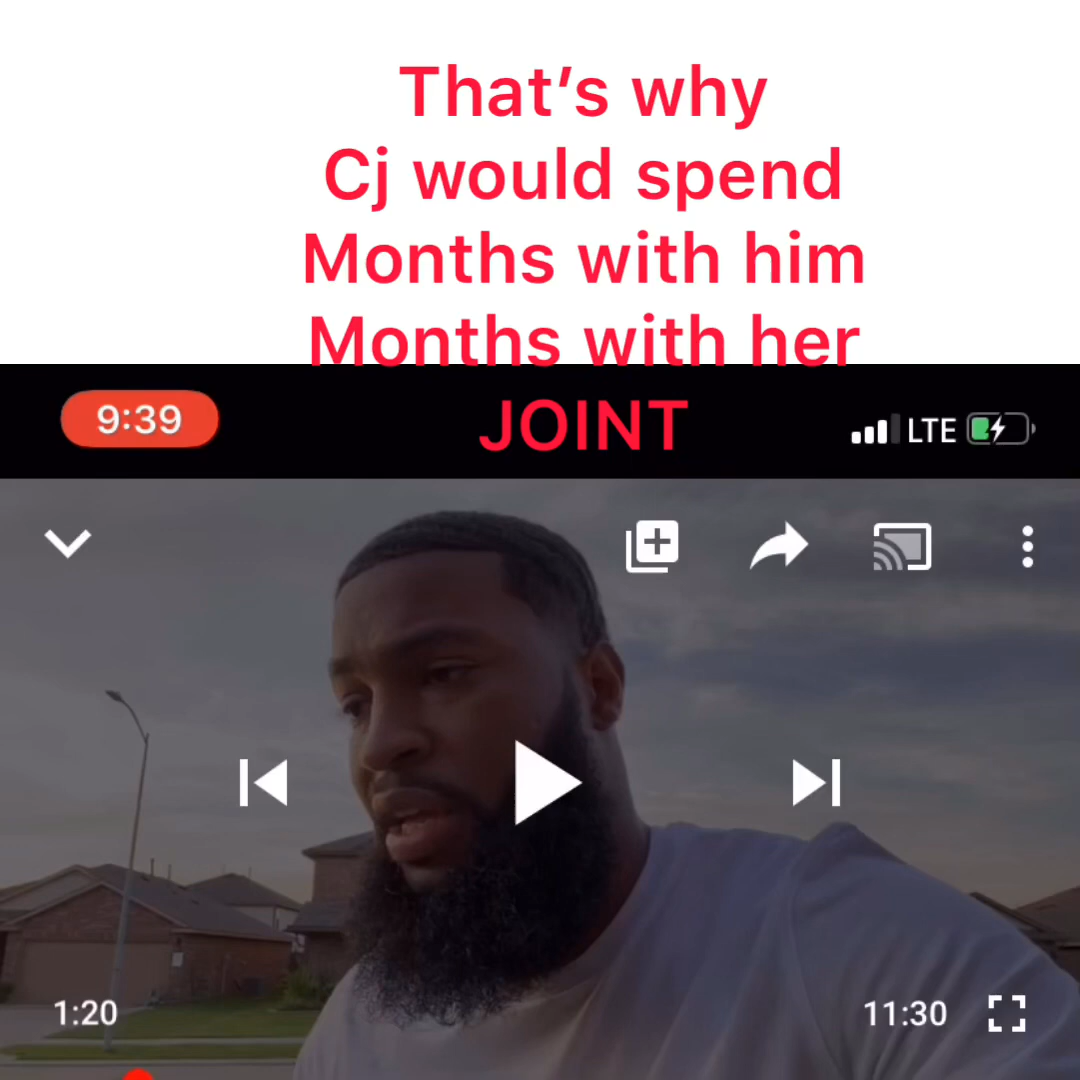 That’s why
Cj would spend
Months with him
Months with her
JOINT
9:39
LTE
1:20
11:30